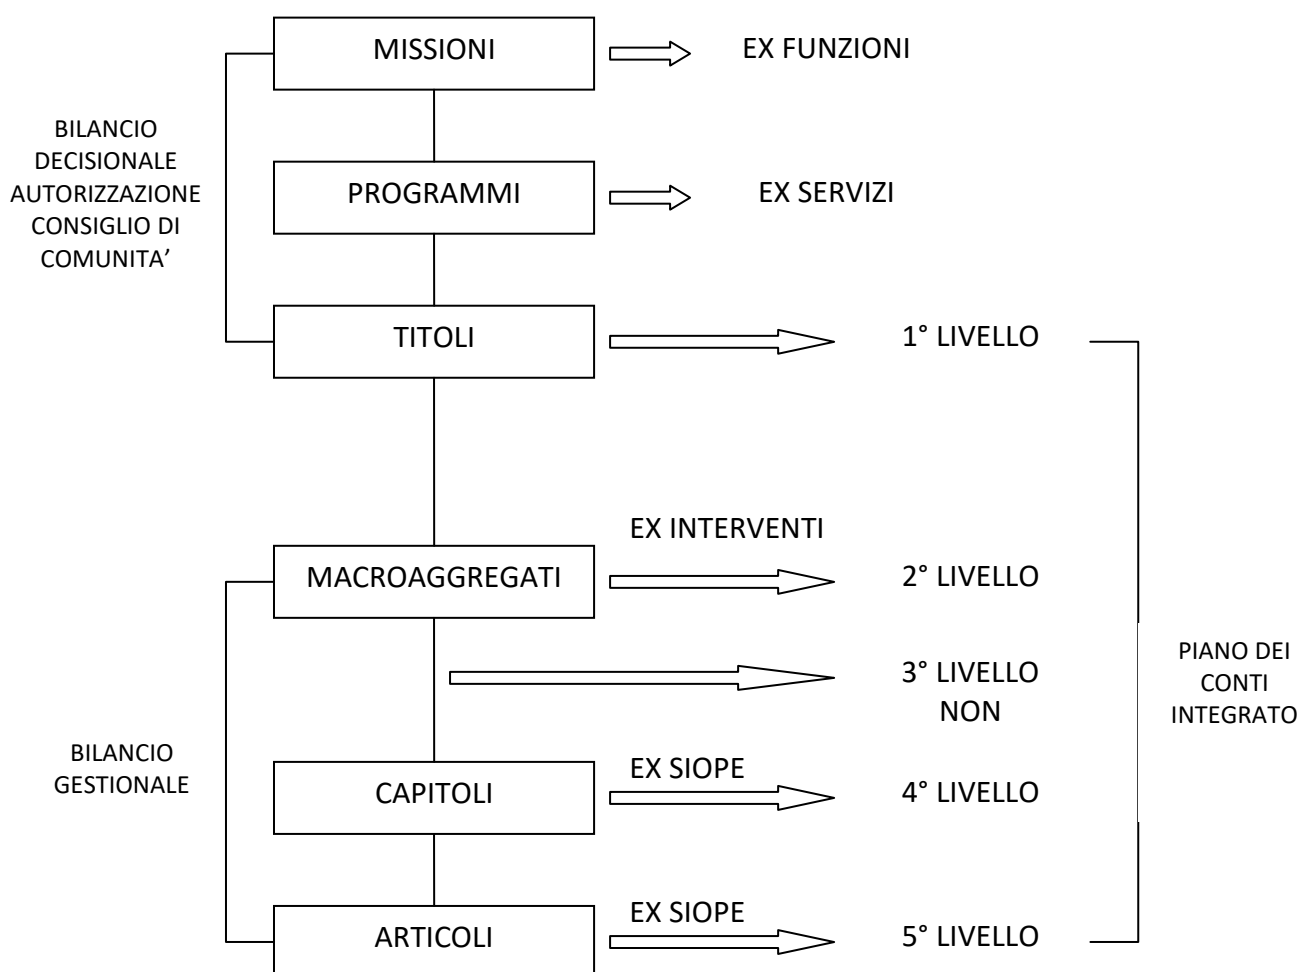 MISSIONI
EX FUNZIONI
BILANCIO
DECISIONALE
AUTORIZZAZIONE
CONSIGLIO DI
COMUNITA’
PROGRAMMI
EX SERVIZI
TITOLI
1° LIVELLO
EX INTERVENTI
MACROAGGREGATI
2° LIVELLO
3° LIVELLO
NON
PIANO DEI
CONTI
INTEGRATO
BILANCIO
GESTIONALE
EX SIOPE
CAPITOLI
4° LIVELLO
EX SIOPE
ARTICOLI
5° LIVELLO